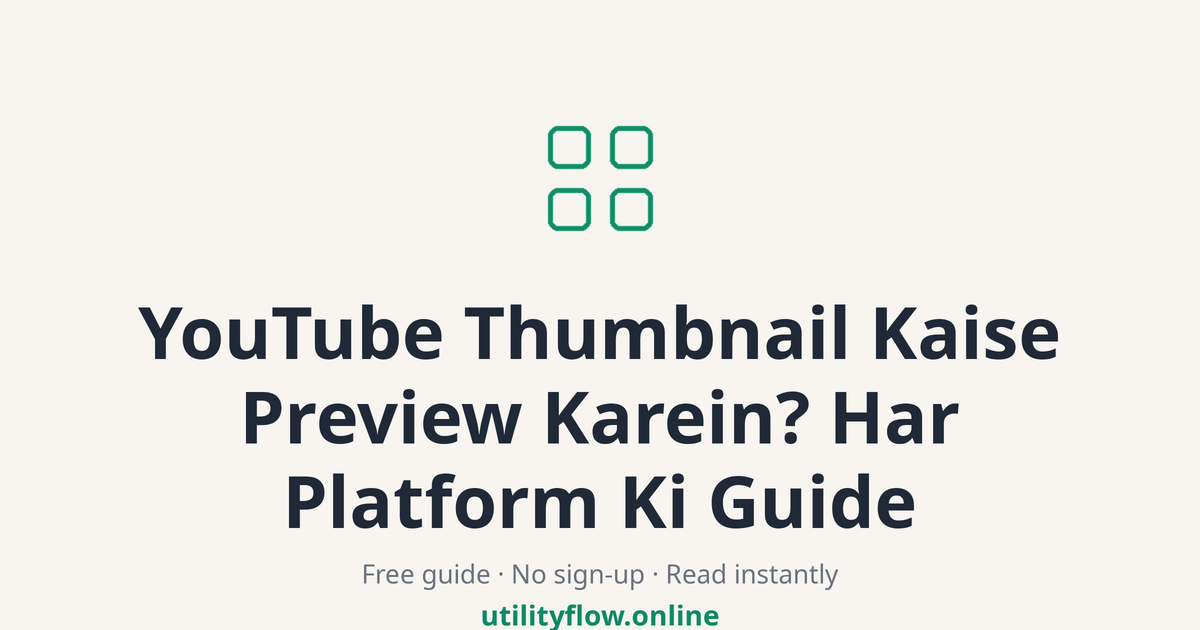 YouTube Thumbnail Kaise
Preview Karein? Har
Platform Ki Guide
Free guide · No sign-up · Read instantly
utilityflow.online